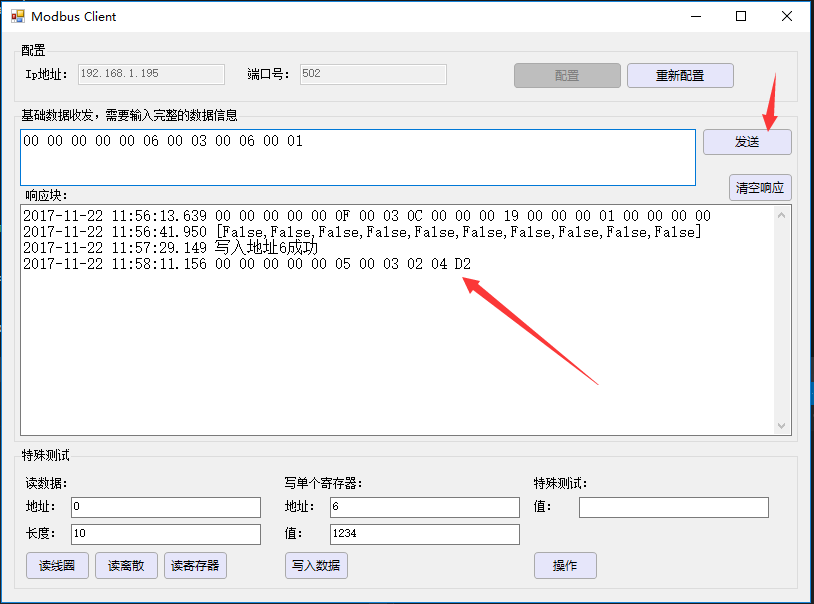 Modbus Client
配置
Ip地址: 192.168.1.195 端口号: 502 配置 重新配置
基础数据收发，需要输入完整的数据信息
00 00 00 00 00 06 00 03 00 06 00 01 发送
清空响应
响应块:
2017-11-22 11:56:13.639 00 00 00 00 00 0F 00 03 0C 00 00 00 19 00 00 00 01 00 00 00 00
2017-11-22 11:56:41.950 [False,False,False,False,False,False,False,False,False,False]
2017-11-22 11:57:29.149 写入地址6成功
2017-11-22 11:58:11.156 00 00 00 00 00 05 00 03 02 04 D2
特殊测试
读数据: 写单个寄存器: 特殊测试:
地址: 0 地址: 6 值:
长度: 10 值: 1234
读线圈 读离散 读寄存器 写入数据 操作